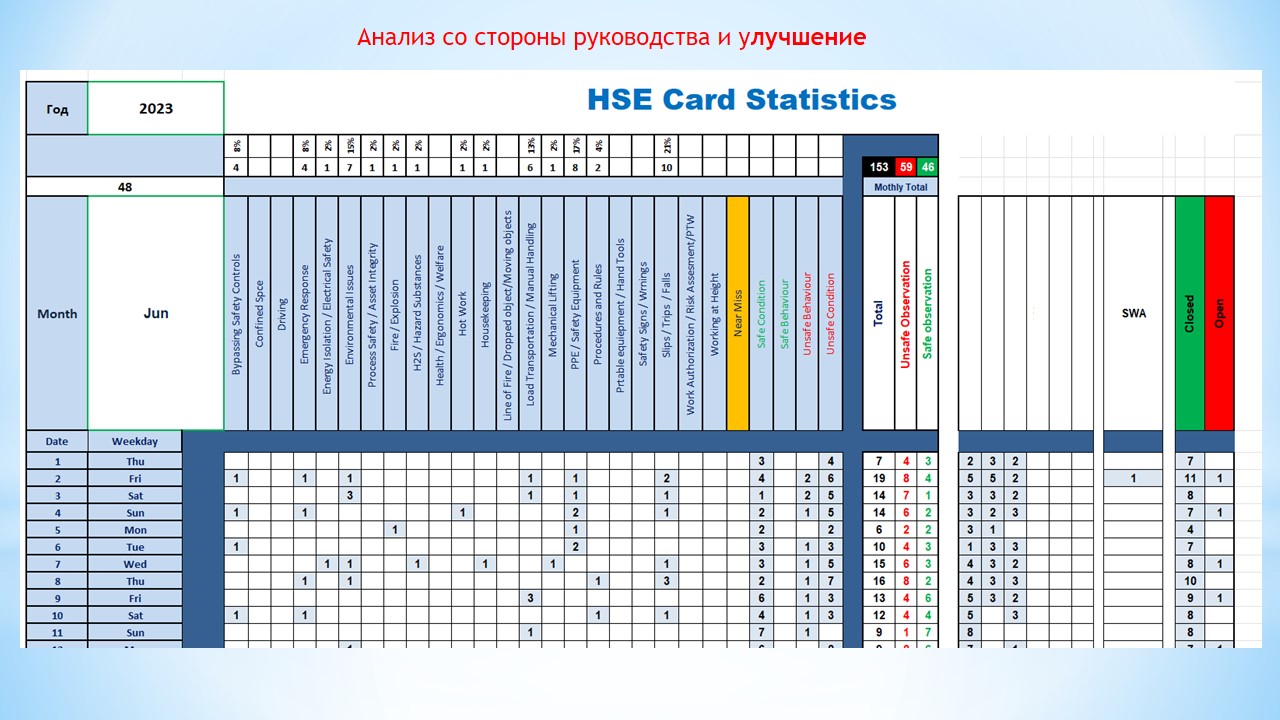 Анализ со стороны руководства и улучшение
Год 2023 HSE Card Statistics
8% 8% 2% 15% 2% 2% 2% 2% 2% 13% 2% 17% 4% 21%
4 4 1 7 1 1 1 1 1 6 1 8 2 10 153 59 46
48 Mothly Total
Month Jun
Bypassing Safety Controls
Confined Spce
Driving
Emergency Response
Energy Isolation / Electrical Safety
Environmental Issues
Process Safety / Asset Integrity
Fire / Explosion
H2S / Hazard Substances
Health / Ergonomics / Welfare
Hot Work
Housekeeping
Line of Fire / Dropped object/Moving objects
Load Transportation / Manual Handling
Mechanical Lifting
PPE / Safety Equipment
Procedures and Rules
Prtable equiepment / Hand Tools
Safety Signs / Wrnings
Slips / Trips / Falls
Work Authorization / Risk Assesment/PTW
Working at Height
Near Miss
Safe Condition
Safe Behaviour
Unsafe Behaviour
Unsafe Condition
Total
Unsafe Observation
Safe observation
SWA
Closed
Open
Date Weekday
1 Thu 3 4 7 4 3 2 3 2 7
2 Fri 1 1 1 1 1 2 4 2 6 19 8 4 5 5 2 1 11 1
3 Sat 3 1 1 1 1 2 5 14 7 1 3 3 2 8
4 Sun 1 1 1 2 1 2 1 5 14 6 2 3 2 3 7 1
5 Mon 1 1 2 2 6 2 2 3 1 4
6 Tue 1 2 3 1 3 10 4 3 1 3 3 7
7 Wed 1 1 1 1 1 1 3 1 5 15 6 3 4 3 2 8 1
8 Thu 1 1 1 3 2 1 7 16 8 2 4 3 3 10
9 Fri 3 6 1 3 13 4 6 5 3 2 9 1
10 Sat 1 1 1 1 4 1 3 12 4 4 5 3 8
11 Sun 1 7 1 9 1 7 8 8